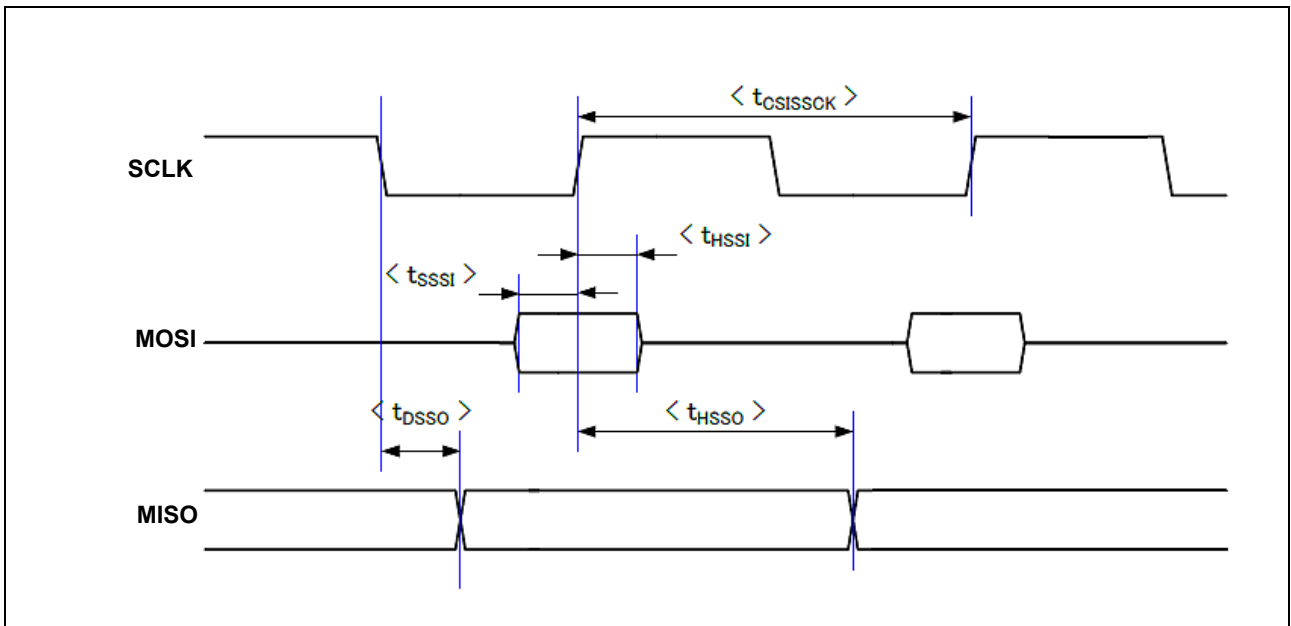 < tCSISSCK >
SCLK
< tHSSI >
< tSSSI >
MOSI
< tDSSO >
< tHSSO >
MISO